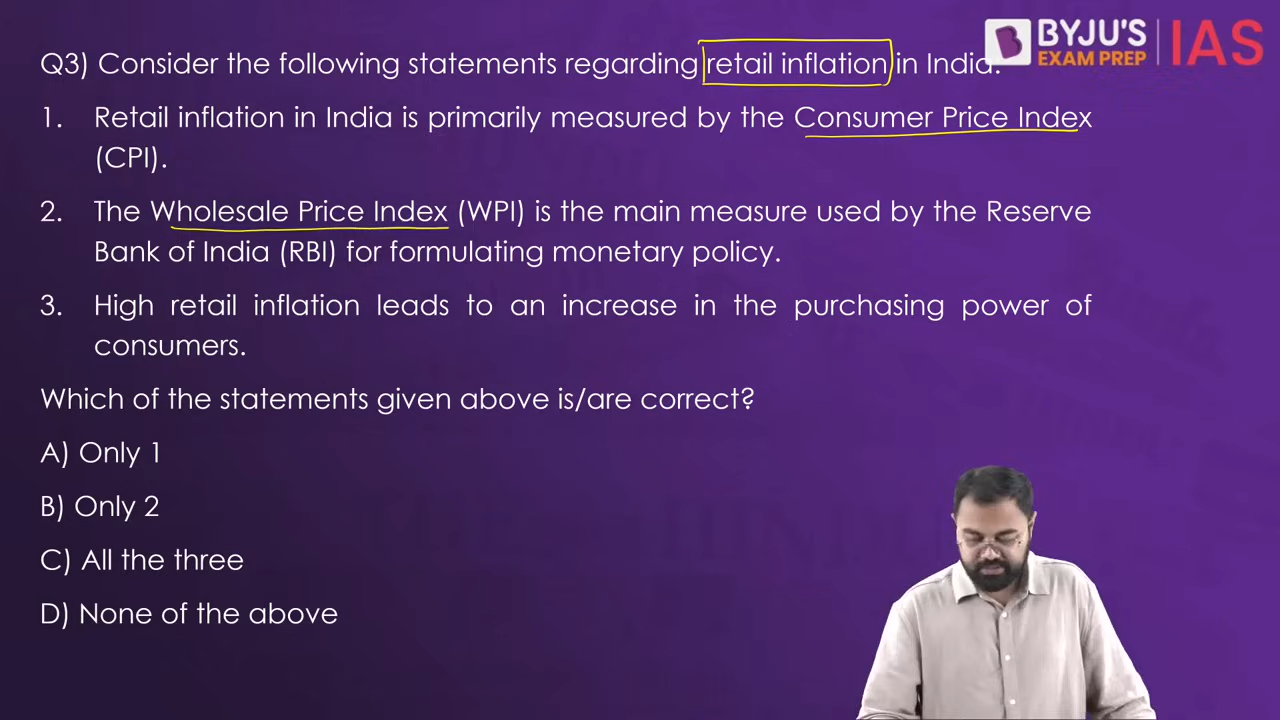 BYJU'S
EXAM PREP
IAS
Q3) Consider the following statements regarding retail inflation in India.
1. Retail inflation in India is primarily measured by the Consumer Price Index
(CPI).
2. The Wholesale Price Index (WPI) is the main measure used by the Reserve
Bank of India (RBI) for formulating monetary policy.
3. High retail inflation leads to an increase in the purchasing power of
consumers.
Which of the statements given above is/are correct?
A) Only 1
B) Only 2
C) All the three
D) None of the above